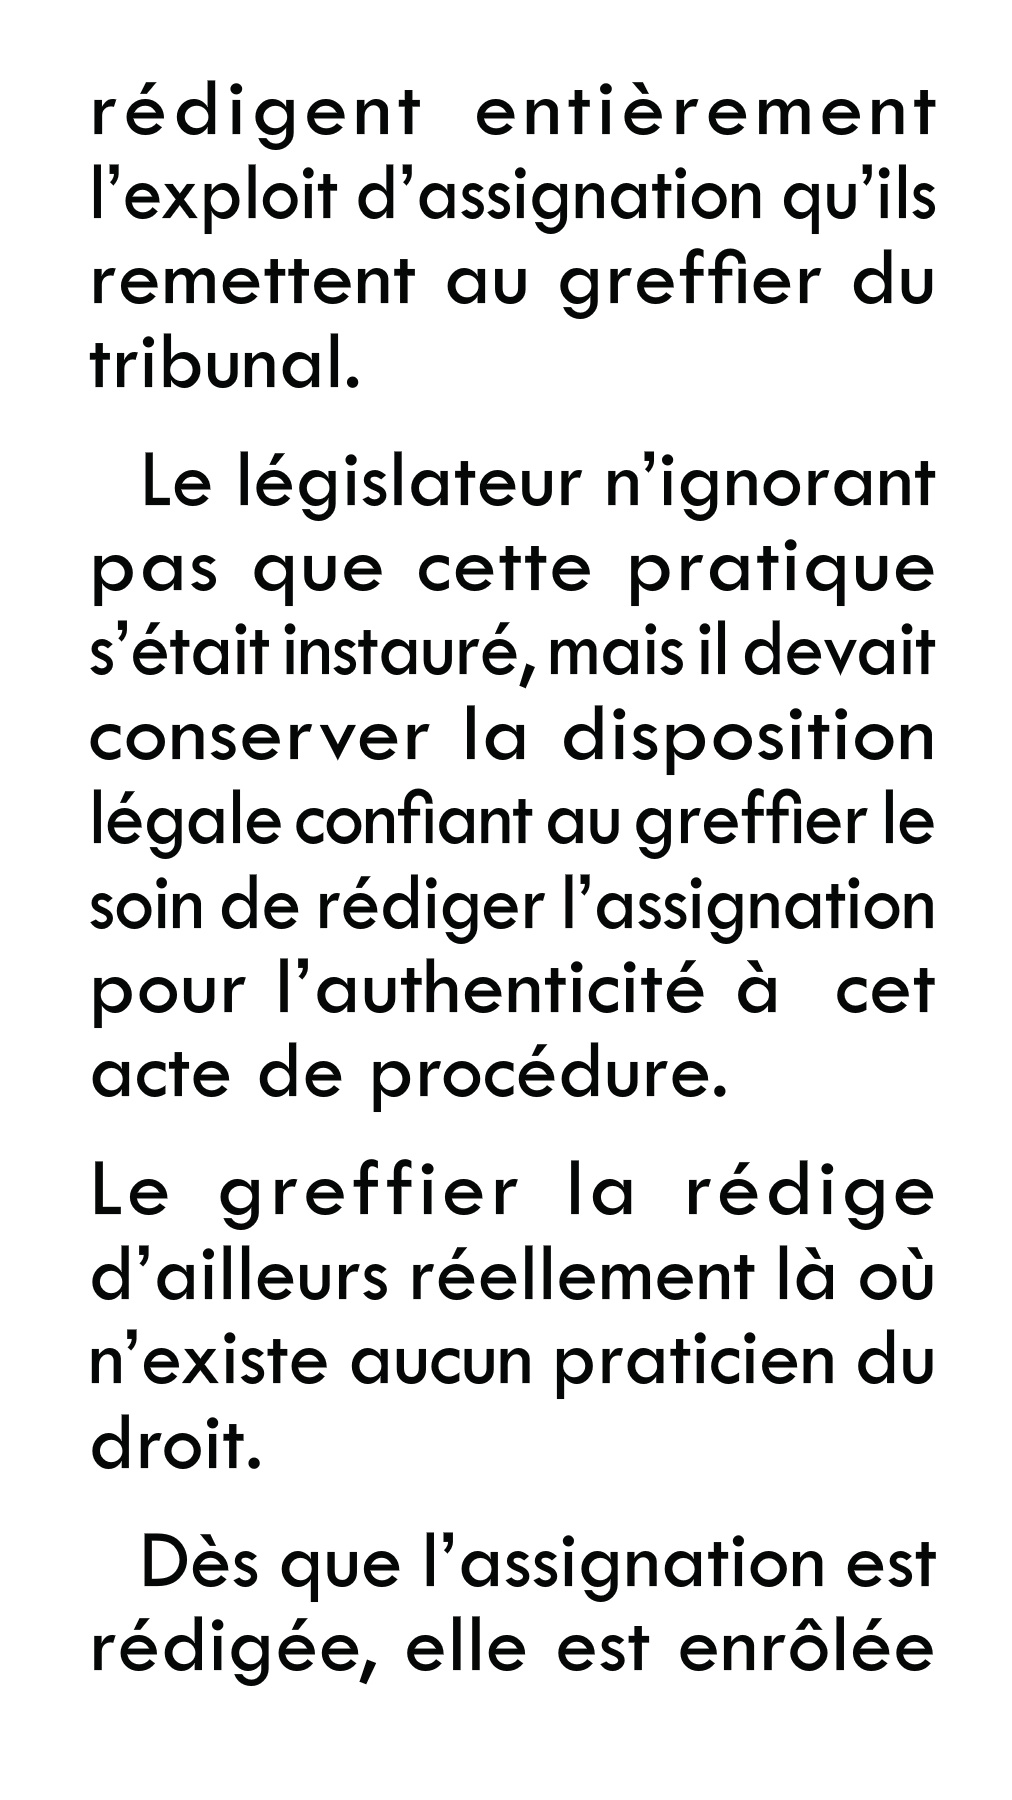 rédigent entièrement
l’exploit d’assignation qu’ils
remettent au greffier du
tribunal.
Le législateur n’ignorant
pas que cette pratique
s’était instauré, mais il devait
conserver la disposition
légale confiant au greffier le
soin de rédiger l’assignation
pour l’authenticité à cet
acte de procédure.
Le greffier la rédige
d’ailleurs réellement là où
n’existe aucun praticien du
droit.
Dès que l’assignation est
rédigée, elle est enrôlée